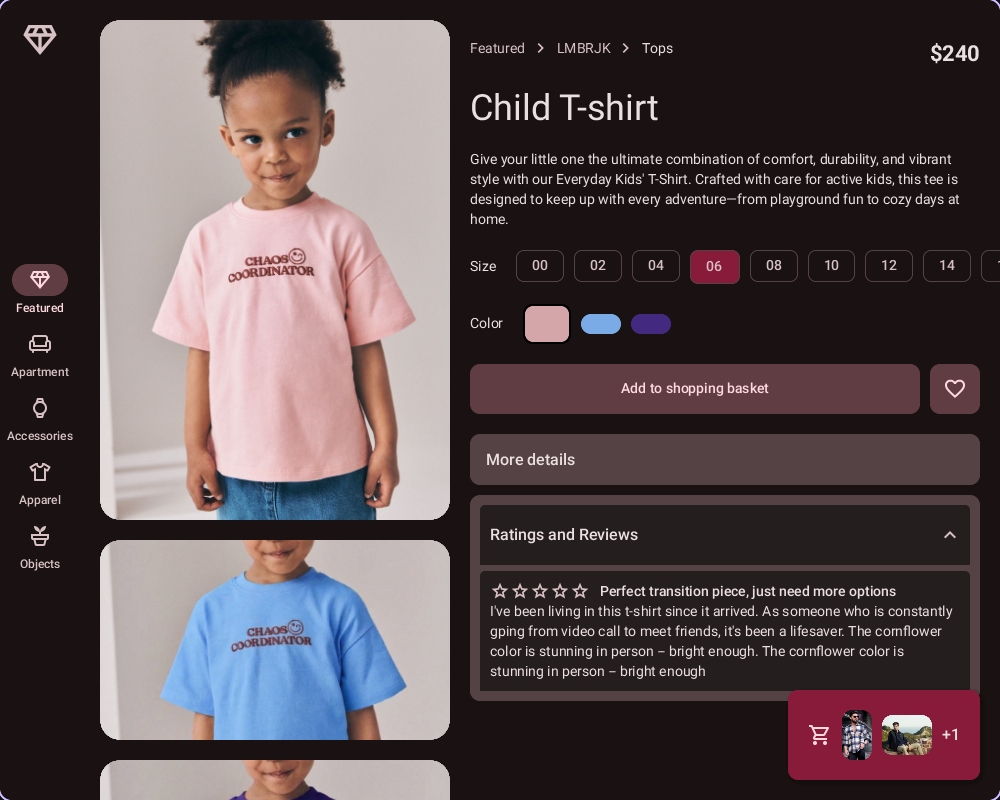 Featured
LMBRJK
Tops
$240
Child T-shirt
Give your little one the ultimate combination of comfort, durability, and vibrant
style with our Everyday Kids' T-Shirt. Crafted with care for active kids, this tee is
designed to keep up with every adventure—from playground fun to cozy days at
home.
Size
00
02
04
06
08
10
12
14
Color
Add to shopping basket
More details
Ratings and Reviews
Perfect transition piece, just need more options
I've been living in this t-shirt since it arrived. As someone who is constantly
gping from video call to meet friends, it's been a lifesaver. The cornflower
color is stunning in person – bright enough. The cornflower color is
stunning in person – bright enough
+1
Featured
Apartment
Accessories
Apparel
Objects
CHAOS
COORDINATOR
CHAOS
COORDINATOR